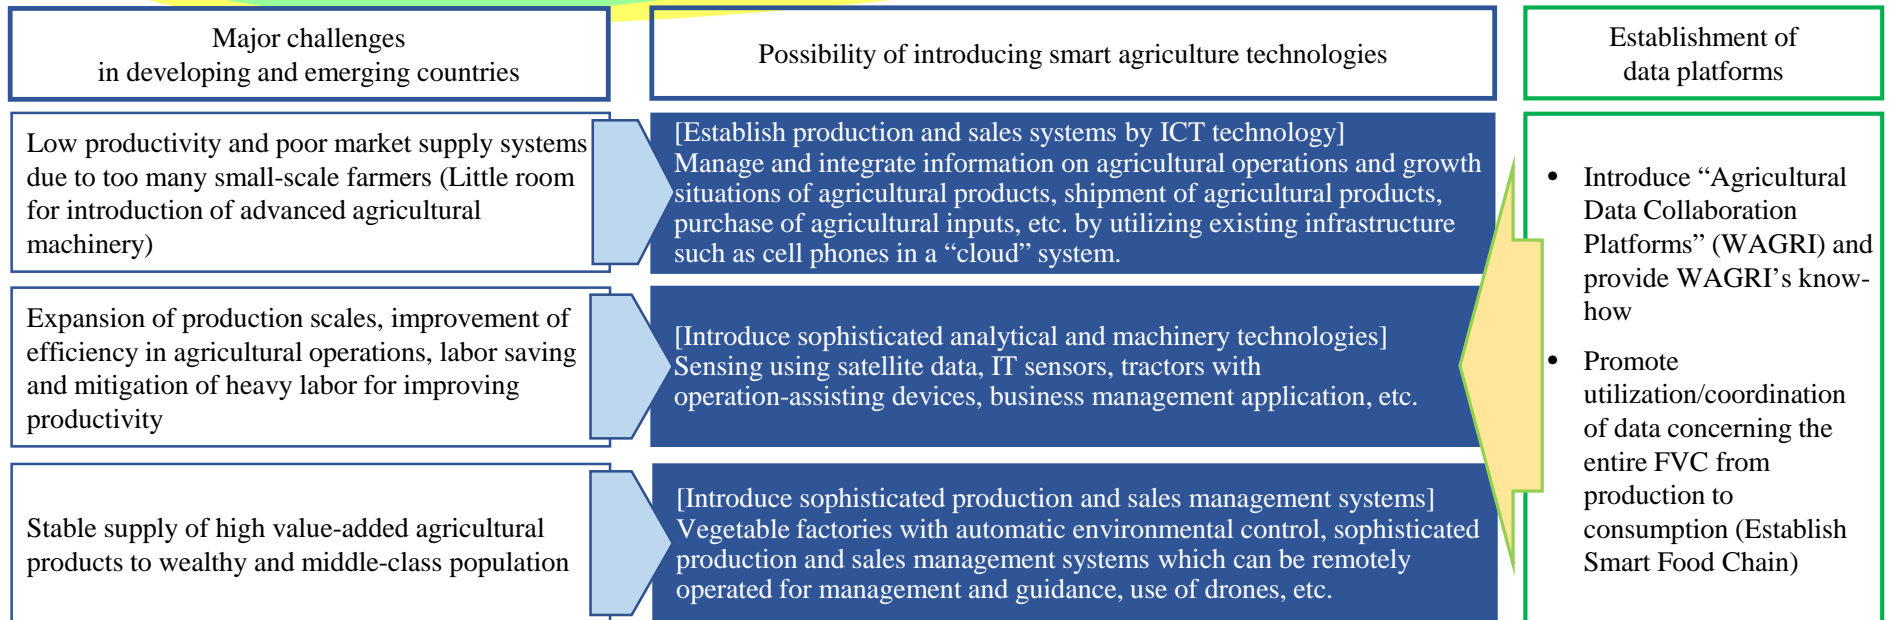 Major challenges
in developing and emerging countries
Possibility of introducing smart agriculture technologies
Establishment of
data platforms
Low productivity and poor market supply systems
due to too many small-scale farmers (Little room
for introduction of advanced agricultural
machinery)
[Establish production and sales systems by ICT technology]
Manage and integrate information on agricultural operations and growth
situations of agricultural products, shipment of agricultural products,
purchase of agricultural inputs, etc. by utilizing existing infrastructure
such as cell phones in a “cloud” system.
Expansion of production scales, improvement of
efficiency in agricultural operations, labor saving
and mitigation of heavy labor for improving
productivity
[Introduce sophisticated analytical and machinery technologies]
Sensing using satellite data, IT sensors, tractors with
operation-assisting devices, business management application, etc.
Stable supply of high value-added agricultural
products to wealthy and middle-class population
[Introduce sophisticated production and sales management systems]
Vegetable factories with automatic environmental control, sophisticated
production and sales management systems which can be remotely
operated for management and guidance, use of drones, etc.
• Introduce “Agricultural
Data Collaboration
Platforms” (WAGRI) and
provide WAGRI’s know-
how
• Promote
utilization/coordination
of data concerning the
entire FVC from
production to
consumption (Establish
Smart Food Chain)